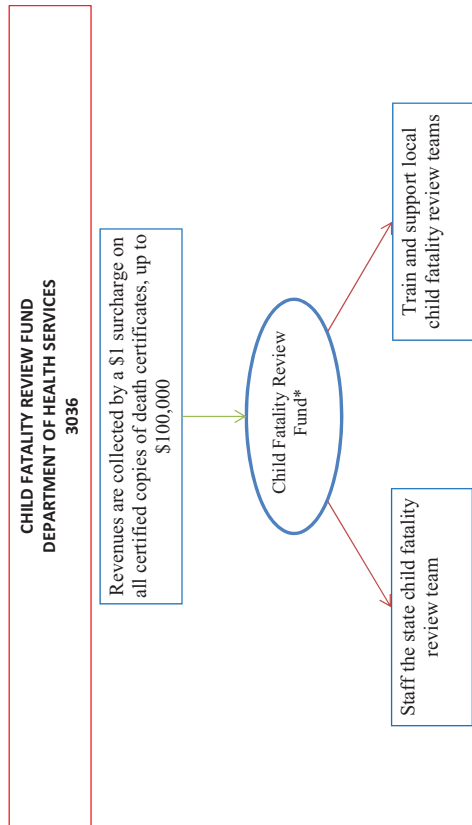 CHILD FATALITY REVIEW FUND
DEPARTMENT OF HEALTH SERVICES
3036
Revenues are collected by a $1 surcharge on
all certified copies of death certificates, up to
$100,000
Child Fatality Review
Fund*
Staff the state child fatality
review team
Train and support local
child fatality review teams